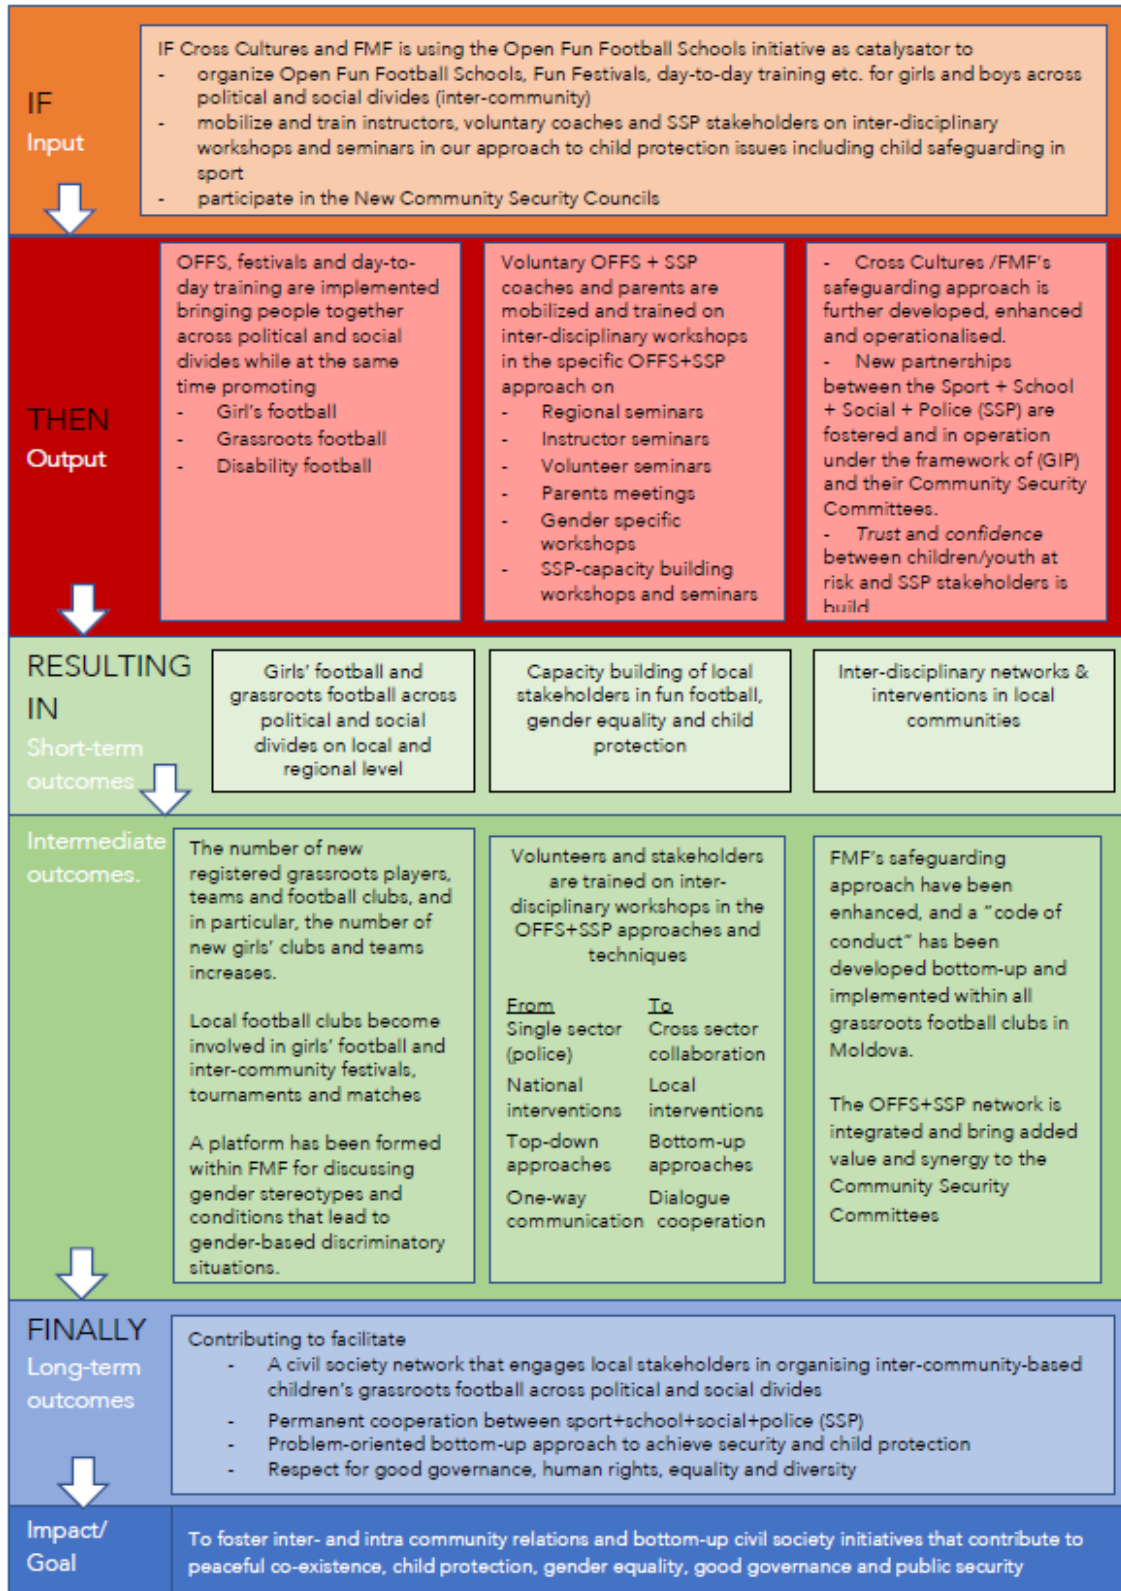 IF
Input
IF Cross Cultures and FMF is using the Open Fun Football Schools initiative as catalysator to
- organize Open Fun Football Schools, Fun Festivals, day-to-day training etc. for girls and boys across
political and social divides (inter-community)
- mobilize and train instructors, voluntary coaches and SSP stakeholders on inter-disciplinary
workshops and seminars in our approach to child protection issues including child safeguarding in
sport
- participate in the New Community Security Councils
THEN
Output
OFFS, festivals and day-to-
day training are implemented
bringing people together
across political and social
divides while at the same
time promoting
- Girl's football
- Grassroots football
- Disability football
Voluntary OFFS + SSP
coaches and parents are
mobilized and trained on
inter-disciplinary workshops
in the specific OFFS+SSP
approach on
- Regional seminars
- Instructor seminars
- Volunteer seminars
- Parents meetings
- Gender specific
workshops
- SSP-capacity building
workshops and seminars
- Cross Cultures /FMF's
safeguarding approach is
further developed, enhanced
and operationalised.
- New partnerships
between the Sport + School
+ Social + Police (SSP) are
fostered and in operation
under the framework of (GIP)
and their Community Security
Committees.
- Trust and confidence
between children/youth at
risk and SSP stakeholders is
build
RESULTING
IN
Short-term
outcomes
Girls' football and
grassroots football across
political and social
divides on local and
regional level
Capacity building of local
stakeholders in fun football,
gender equality and child
protection
Inter-disciplinary networks &
interventions in local
communities
Intermediate
outcomes.
The number of new
registered grassroots players,
teams and football clubs, and
in particular, the number of
new girls' clubs and teams
increases.
Local football clubs become
involved in girls' football and
inter-community festivals,
tournaments and matches
A platform has been formed
within FMF for discussing
gender stereotypes and
conditions that lead to
gender-based discriminatory
situations.
Volunteers and stakeholders
are trained on inter-
disciplinary workshops in the
OFFS+SSP approaches and
techniques
From To
Single sector Cross sector
(police) collaboration
National Local
interventions interventions
Top-down Bottom-up
approaches approaches
One-way Dialogue
communication cooperation
FMF's safeguarding
approach have been
enhanced, and a "code of
conduct" has been
developed bottom-up and
implemented within all
grassroots football clubs in
Moldova.
The OFFS+SSP network is
integrated and bring added
value and synergy to the
Community Security
Committees
FINALLY
Long-term
outcomes
Contributing to facilitate
- A civil society network that engages local stakeholders in organising inter-community-based
children's grassroots football across political and social divides
- Permanent cooperation between sport+school+social+police (SSP)
- Problem-oriented bottom-up approach to achieve security and child protection
- Respect for good governance, human rights, equality and diversity
Impact/
Goal
To foster inter- and intra community relations and bottom-up civil society initiatives that contribute to
peaceful co-existence, child protection, gender equality, good governance and public security